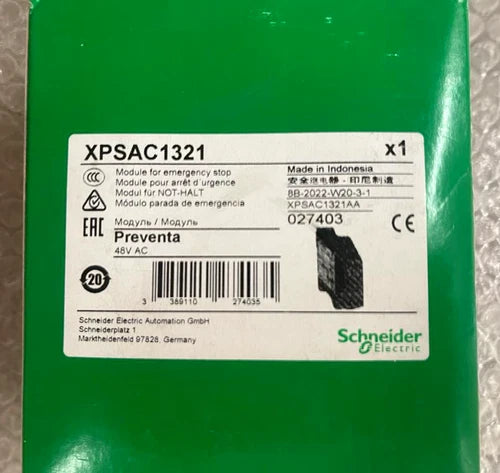 XPSAC1321 x1
Module for emergency stop
Module pour arrêt d'urgence
Modul für NOT-HALT
Módulo parada de emergencia
Made in Indonesia
安全继电器 - 印尼制造
8B-2022-W20-3-1
XPSAC1321AA
027403
CCC
EAC
CE
Модуль / Модуль
Preventa
48V AC
20
3 389110 274035
Schneider Electric Automation GmbH
Schneiderplatz 1
Marktheidenfeld 97828, Germany
Schneider
Electric